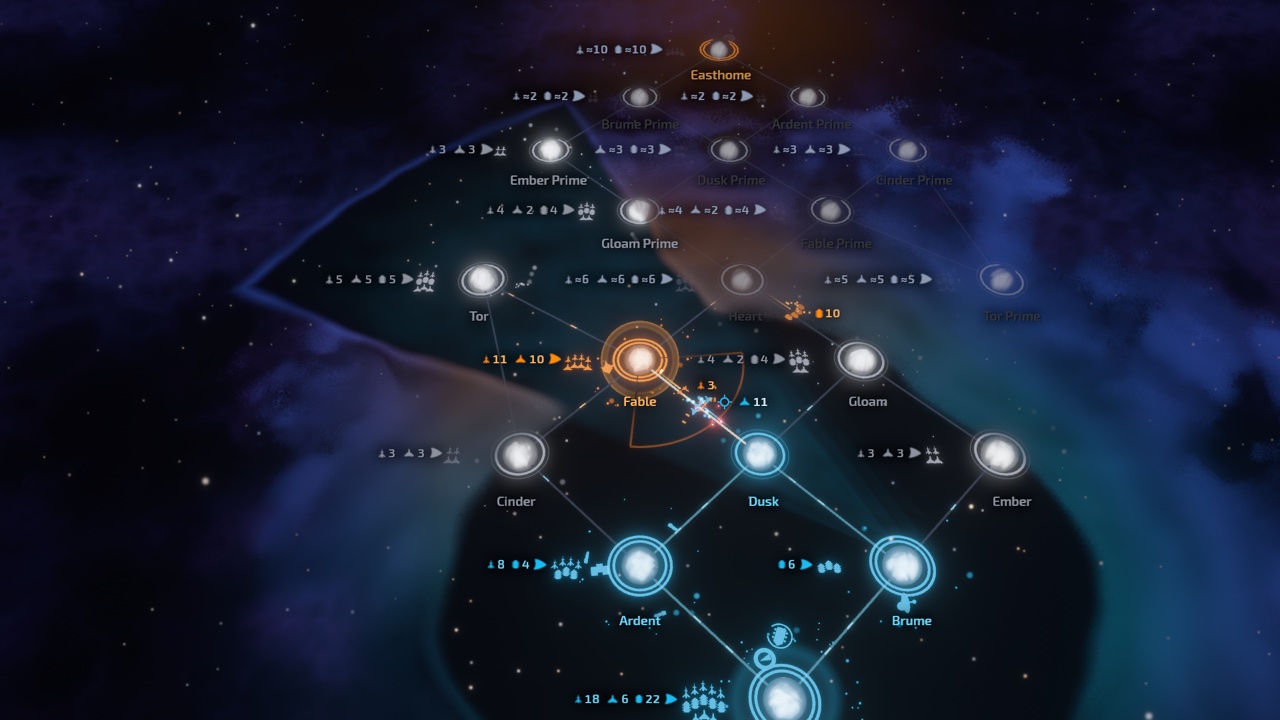 ≈10 ≈10
Easthome
≈2 ≈2
≈2 ≈2
Brume Prime
Ardent Prime
3 3
≈3 ≈3
≈3 ≈3
Ember Prime
Dusk Prime
Cinder Prime
4 2 4
≈4 ≈2 ≈4
Gloam Prime
Fable Prime
5 5 5
≈6 ≈6 ≈6
≈5 ≈5 ≈5
Tor
Heart
Tor Prime
10
11 10
4 2 4
3
Fable
11
Gloam
3 3
3 3
Cinder
Dusk
Ember
8 4
6
Ardent
Brume
18 6 22